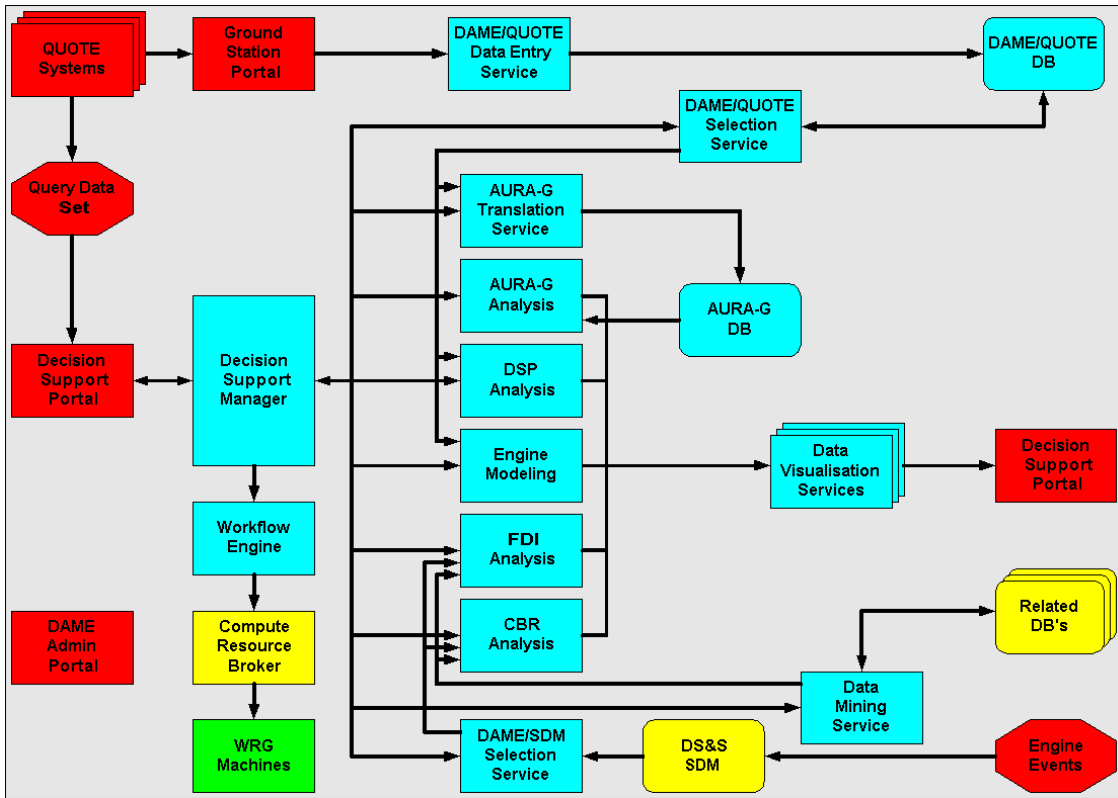 QUOTE
Systems
Ground
Station
Portal
DAME/QUOTE
Data Entry
Service
DAME/QUOTE
DB
DAME/QUOTE
Selection
Service
Query Data
Set
AURA-G
Translation
Service
AURA-G
Analysis
AURA-G
DB
Decision
Support
Portal
Decision
Support
Manager
DSP
Analysis
Engine
Modeling
Data
Visualisation
Services
Decision
Support
Portal
Workflow
Engine
FDI
Analysis
DAME
Admin
Portal
Compute
Resource
Broker
CBR
Analysis
Related
DB's
Data
Mining
Service
WRG
Machines
DAME/SDM
Selection
Service
DS&S
SDM
Engine
Events